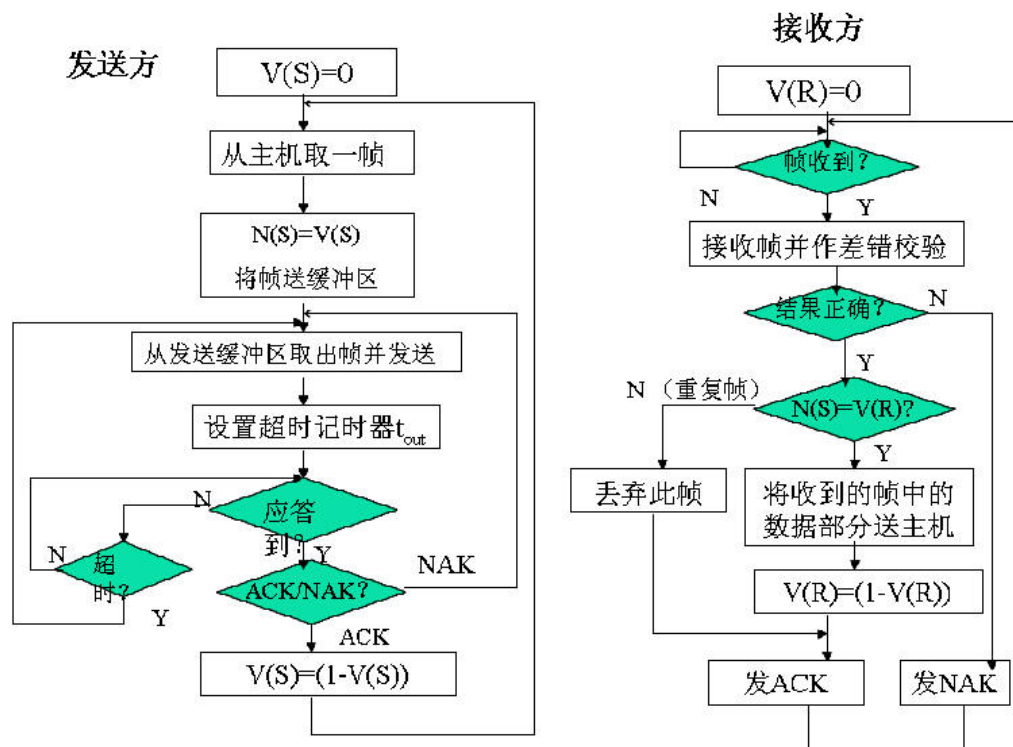 发送方
V(S)=0
从主机取一帧
N(S)=V(S)
将帧送缓冲区
从发送缓冲区取出帧并发送
设置超时记时器tout
N
应答
到?
Y
N
超
时?
Y
ACK/NAK?
NAK
ACK
V(S)=(1-V(S))
接收方
V(R)=0
帧收到?
N
Y
接收帧并作差错校验
结果正确?
N
Y
N（重复帧）
N(S)=V(R)?
Y
丢弃此帧
将收到的帧中的
数据部分送主机
V(R)=(1-V(R))
发ACK
发NAK